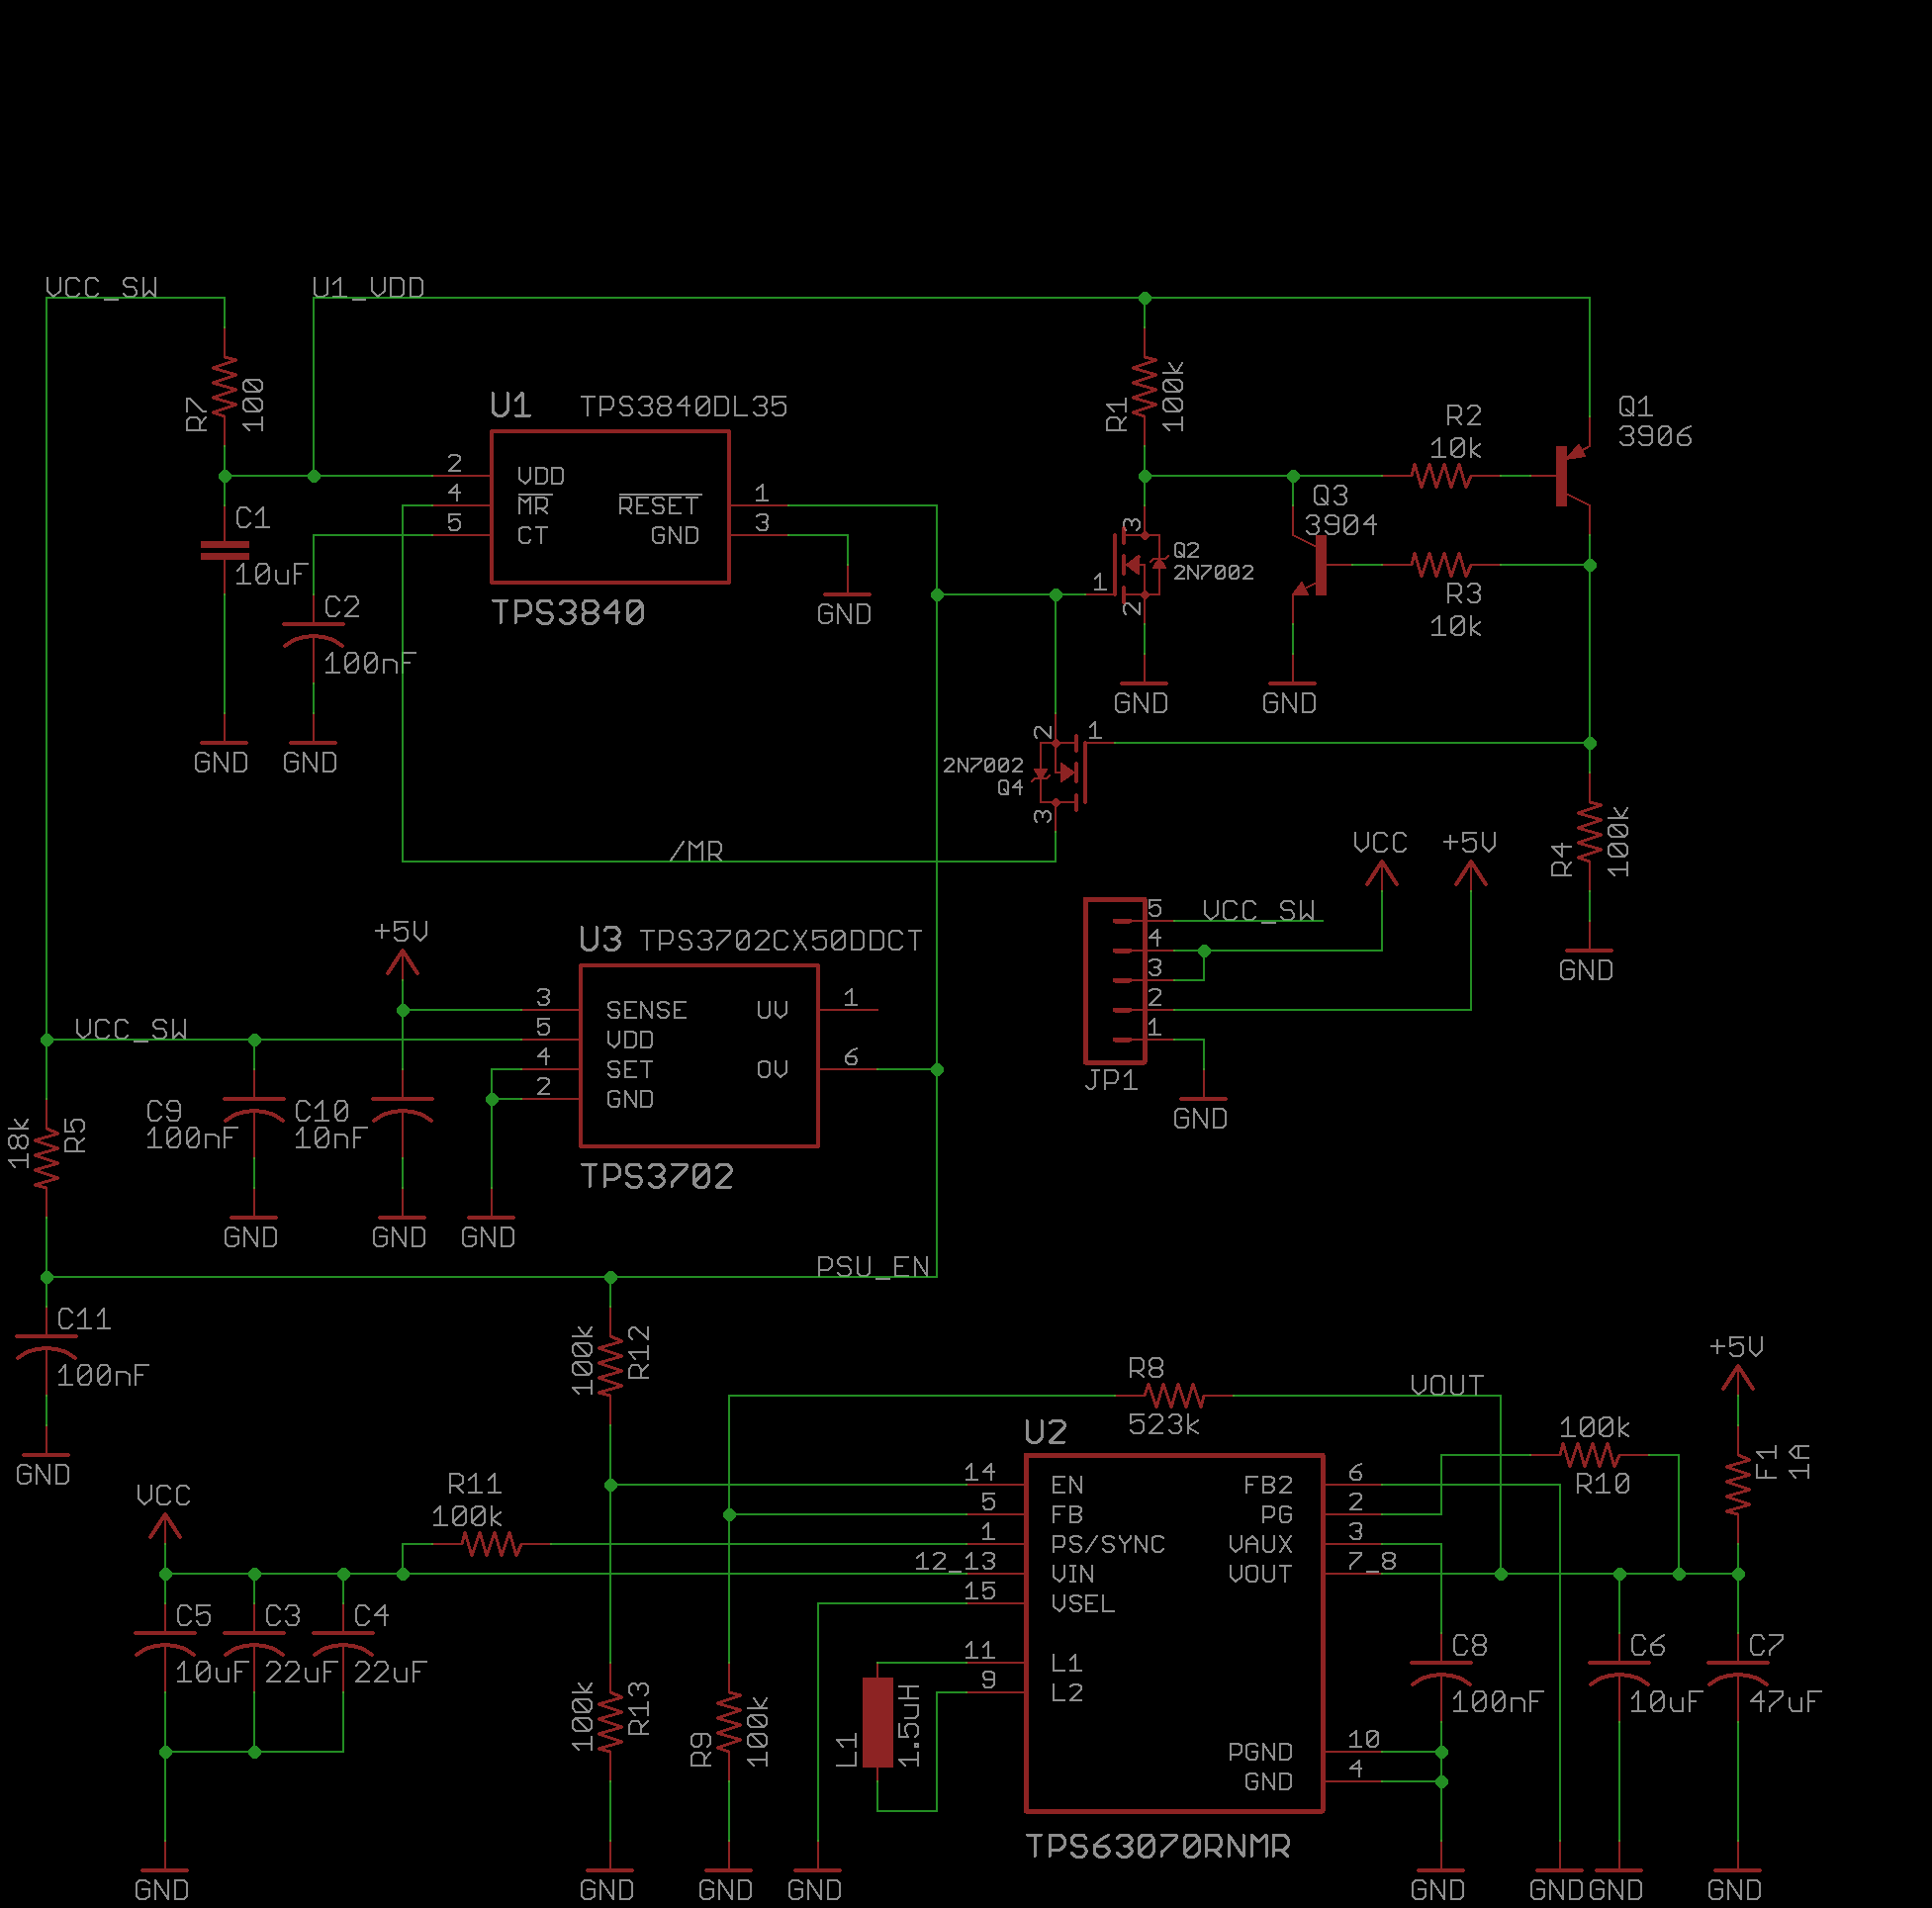 VCC_SW
U1_VDD
R7
100
U1 TPS3840DL35
2 VDD
4 MR
5 CT
RESET 1
GND 3
TPS3840
GND
C1
10uF
C2
100nF
GND
GND
R1
100k
R2
10k
Q1
3906
Q3
3904
R3
10k
3
Q2
2N7002
1
2
GND
GND
2
1
2N7002
Q4
3
/MR
VCC
+5V
R4
100k
GND
5 VCC_SW
4
3
2
1
JP1
GND
+5V
U3 TPS3702CX50DDCT
3 SENSE
5 VDD
4 SET
2 GND
UV 1
OV 6
TPS3702
VCC_SW
18k
R5
C9
100nF
C10
10nF
GND
GND
GND
PSU_EN
C11
100nF
GND
100k
R12
R8
523k
VOUT
+5V
U2
100k
R10
F1
1A
VCC
R11
100k
14 EN
5 FB
1 PS/SYNC
12_13 VIN
15 VSEL
11 L1
9 L2
FB2 6
PG 2
VAUX 3
VOUT 7_8
PGND 10
GND 4
TPS63070RNMR
C5
10uF
C3
22uF
C4
22uF
100k
R13
R9
100k
L1
1.5uH
C8
100nF
C6
10uF
C7
47uF
GND
GND
GND
GND
GND
GND
GND
GND